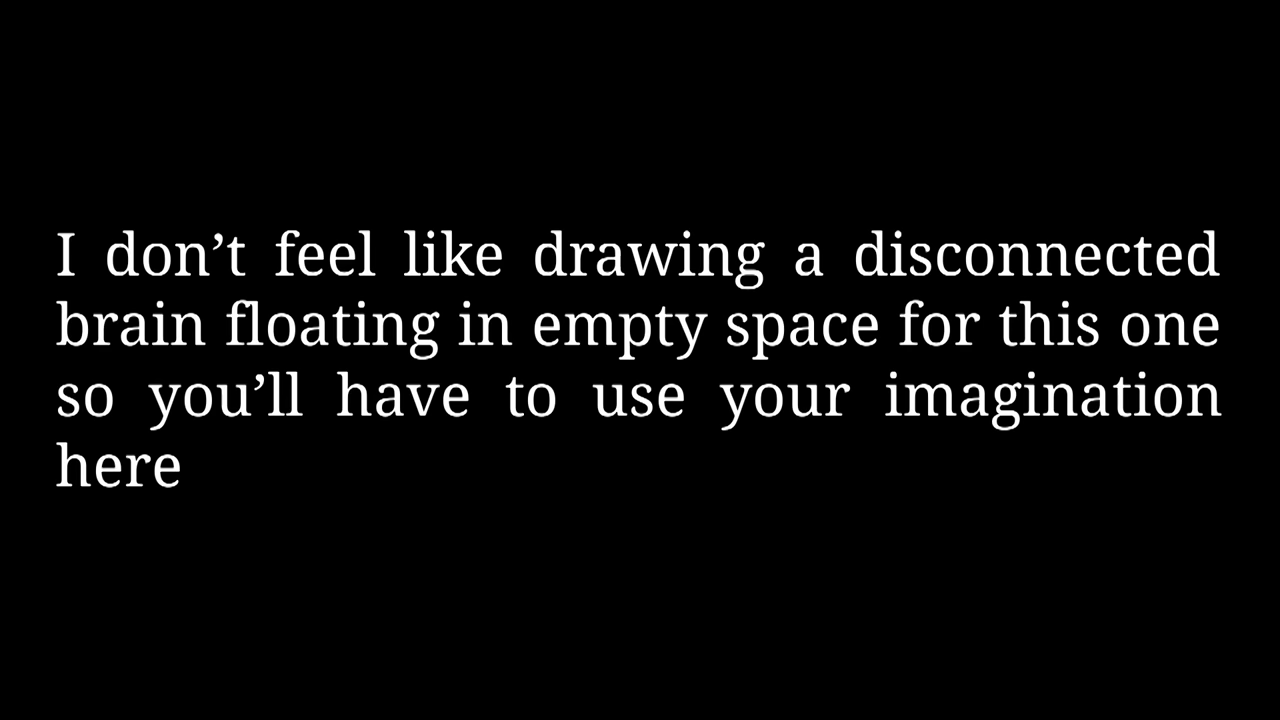 I don’t feel like drawing a disconnected
brain floating in empty space for this one
so you’ll have to use your imagination
here